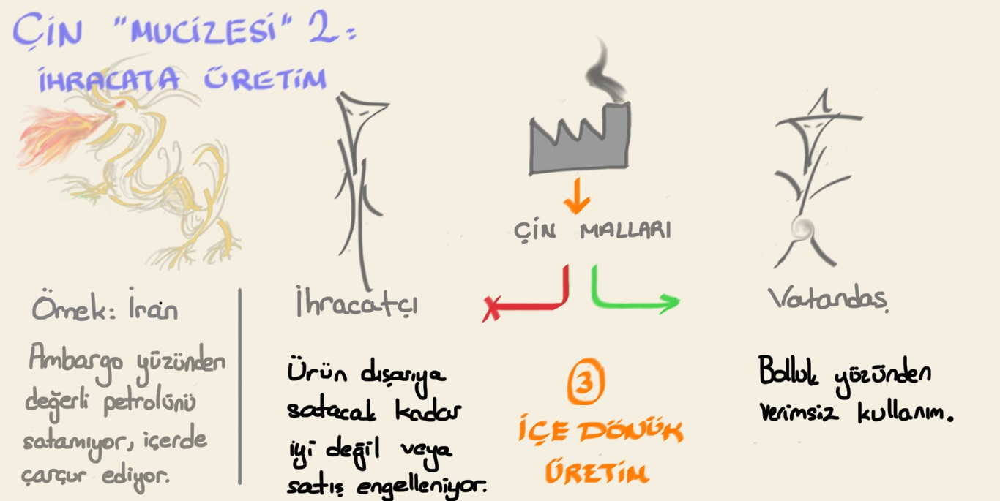 ÇİN "MUCİZESİ" 2:
İHRACATA ÜRETİM
ÇİN MALLARI
Örnek: İran
Ambargo yüzünden
değerli petrolünü
satamıyor, içerde
çarçur ediyor.
İhracatçı
Ürün dışarıya
satacak kadar
iyi değil veya
satış engelleniyor.
3
İÇE DÖNÜK
ÜRETİM
Vatandaş
Bolluk yüzünden
verimsiz kullanım.